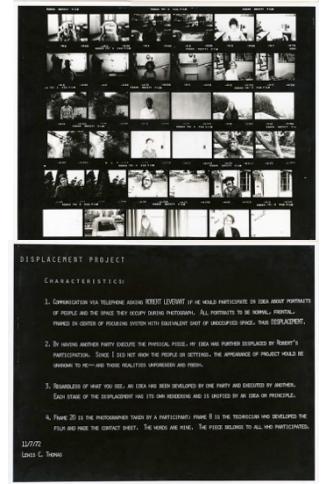 DISPLACEMENT PROJECT
CHARACTERISTICS:
1. COMMUNICATION VIA TELEPHONE ASKING ROBERT LEVERANT IF HE WOULD PARTICIPATE IN IDEA ABOUT PORTRAITS
OF PEOPLE AND THE SPACE THEY OCCUPY DURING PHOTOGRAPH. ALL PORTRAITS TO BE NORMAL, FRONTAL,
FRAMED IN CENTER OF FOCUSING SYSTEM WITH EQUIVALENT SHOT OF UNOCCUPIED SPACE, THUS DISPLACEMENT.
2. BY HAVING ANOTHER PARTY EXECUTE THE PHYSICAL PIECE, MY IDEA WAS FURTHER DISPLACED BY ROBERT'S
PARTICIPATION. SINCE I DID NOT KNOW THE PEOPLE OR SETTINGS, THE APPEARANCE OF PROJECT WOULD BE
UNKNOWN TO ME—AND THOSE REALITIES UNFORESEEN AND FRESH.
3. REGARDLESS OF WHAT YOU SEE, AN IDEA HAS BEEN DEVELOPED BY ONE PARTY AND EXECUTED BY ANOTHER.
EACH STAGE OF THE DISPLACEMENT HAS ITS OWN RENDERING AND IS UNIFIED BY AN IDEA OR PRINCIPLE.
4. FRAME 20 IS THE PHOTOGRAPHER TAKEN BY A PARTICIPANT; FRAME 8 IS THE TECHNICIAN WHO DEVELOPED THE
FILM AND MADE THE CONTACT SHEET. THE WORDS ARE MINE. THE PIECE BELONGS TO ALL WHO PARTICIPATED.
11/7/72
LEWIS C. THOMAS